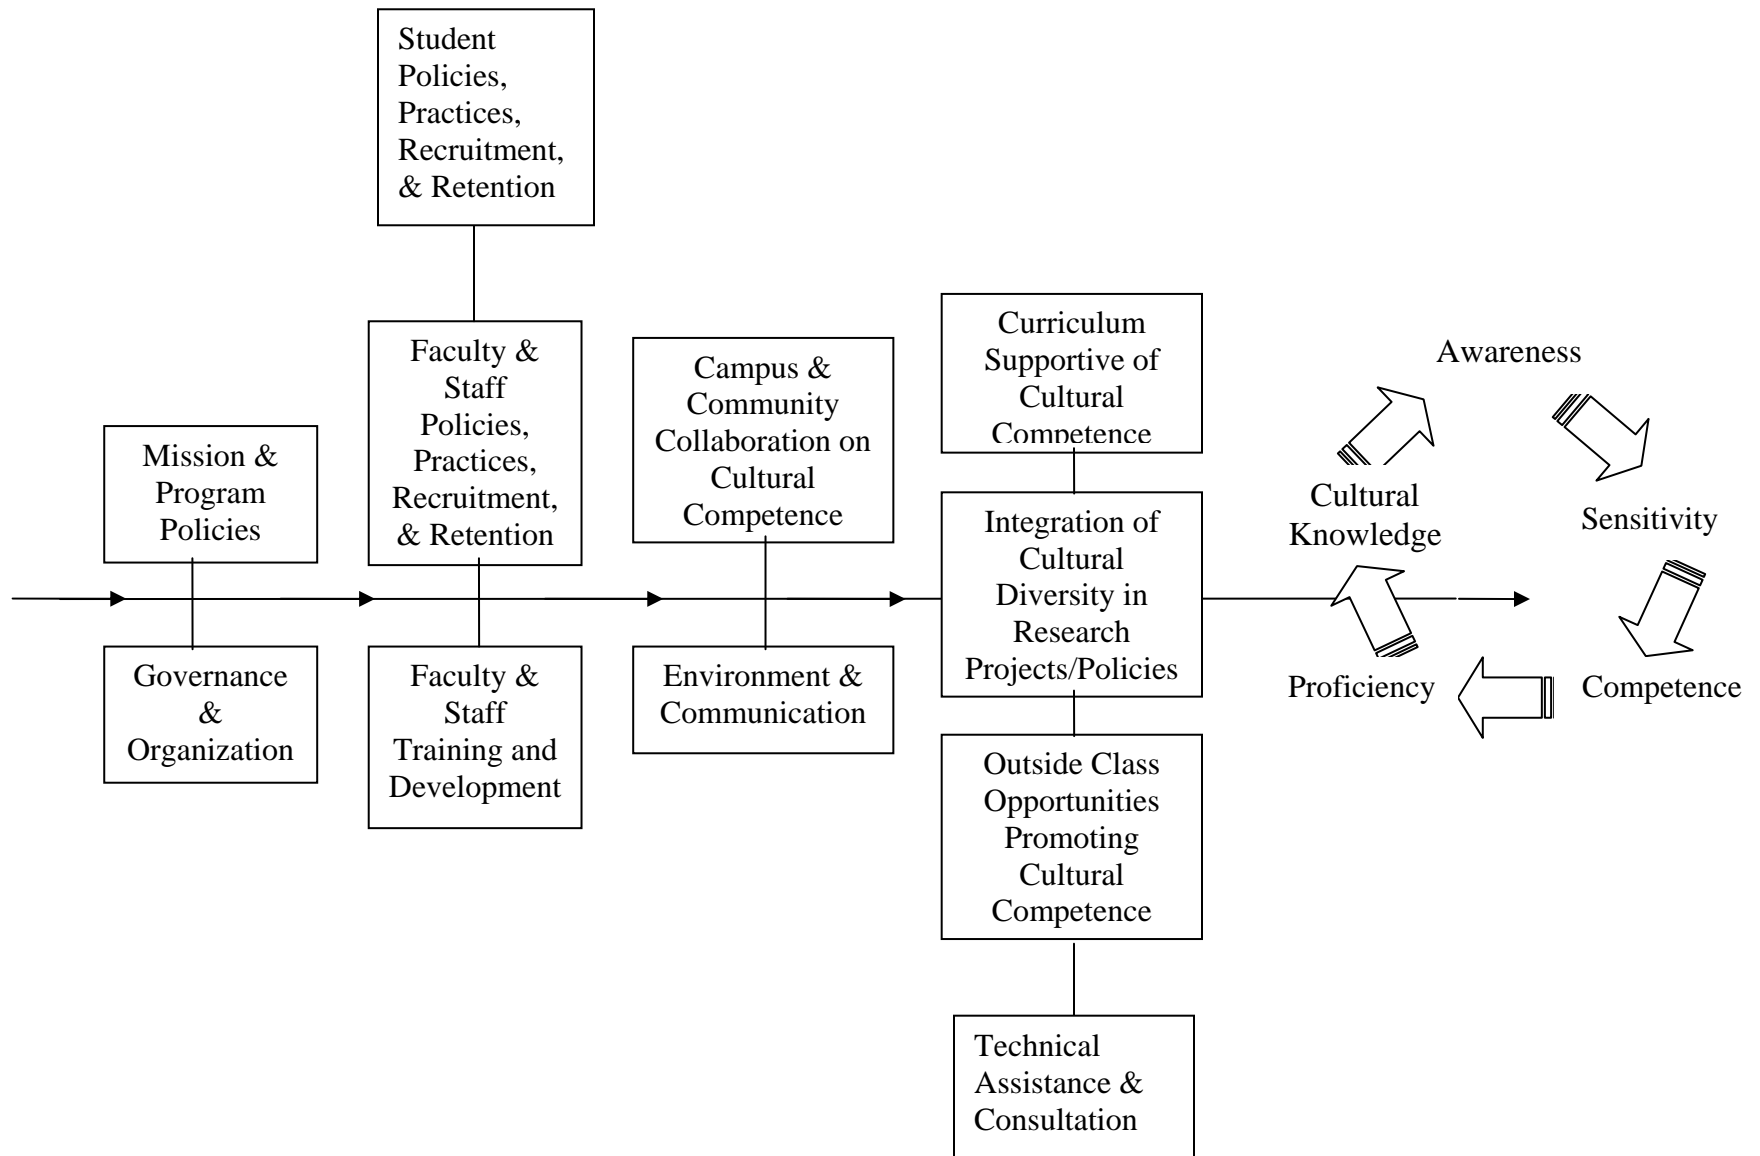 Student
Policies,
Practices,
Recruitment,
& Retention
Mission &
Program
Policies
Governance
&
Organization
Faculty &
Staff
Policies,
Practices,
Recruitment,
& Retention
Faculty &
Staff
Training and
Development
Campus &
Community
Collaboration on
Cultural
Competence
Environment &
Communication
Curriculum
Supportive of
Cultural
Competence
Integration of
Cultural
Diversity in
Research
Projects/Policies
Outside Class
Opportunities
Promoting
Cultural
Competence
Technical
Assistance &
Consultation
Awareness
Sensitivity
Competence
Proficiency
Cultural
Knowledge